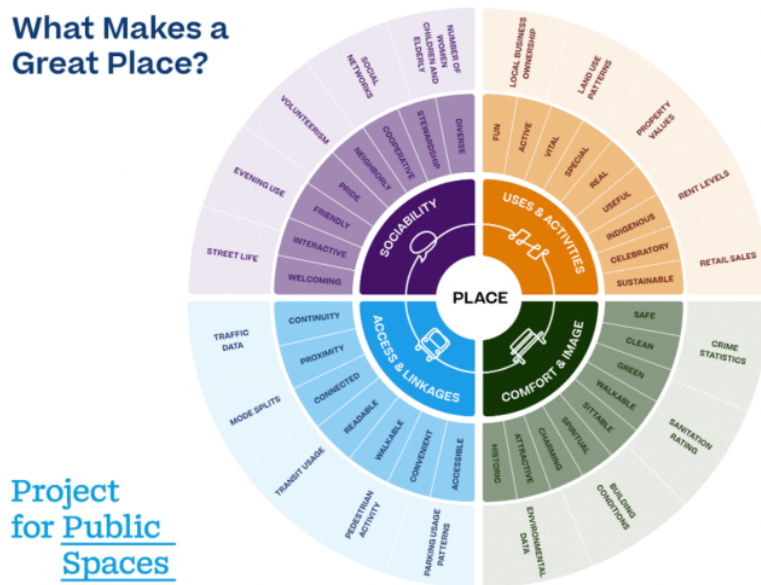 What Makes a
Great Place?
PLACE
SOCIABILITY
USES & ACTIVITIES
ACCESS & LINKAGES
COMFORT & IMAGE
WELCOMING
INTERACTIVE
FRIENDLY
PRIDE
NEIGHBORLY
COOPERATIVE
STEWARDSHIP
DIVERSE
STREET LIFE
EVENING USE
VOLUNTEERISM
SOCIAL
NETWORKS
NUMBER OF
WOMEN
CHILDREN AND
ELDERLY
FUN
ACTIVE
VITAL
SPECIAL
REAL
USEFUL
INDIGENOUS
CELEBRATORY
SUSTAINABLE
LOCAL BUSINESS
OWNERSHIP
LAND USE
PATTERNS
PROPERTY
VALUES
RENT LEVELS
RETAIL SALES
SAFE
CLEAN
GREEN
WALKABLE
SITTABLE
SPIRITUAL
CHARMING
ATTRACTIVE
HISTORIC
CRIME
STATISTICS
SANITATION
RATING
BUILDING
CONDITIONS
ENVIRONMENTAL
DATA
CONTINUITY
PROXIMITY
CONNECTED
READABLE
WALKABLE
CONVENIENT
ACCESSIBLE
TRAFFIC
DATA
MODE SPLITS
TRANSIT USAGE
PEDESTRIAN
ACTIVITY
PARKING USAGE
PATTERNS
Project
for Public
Spaces